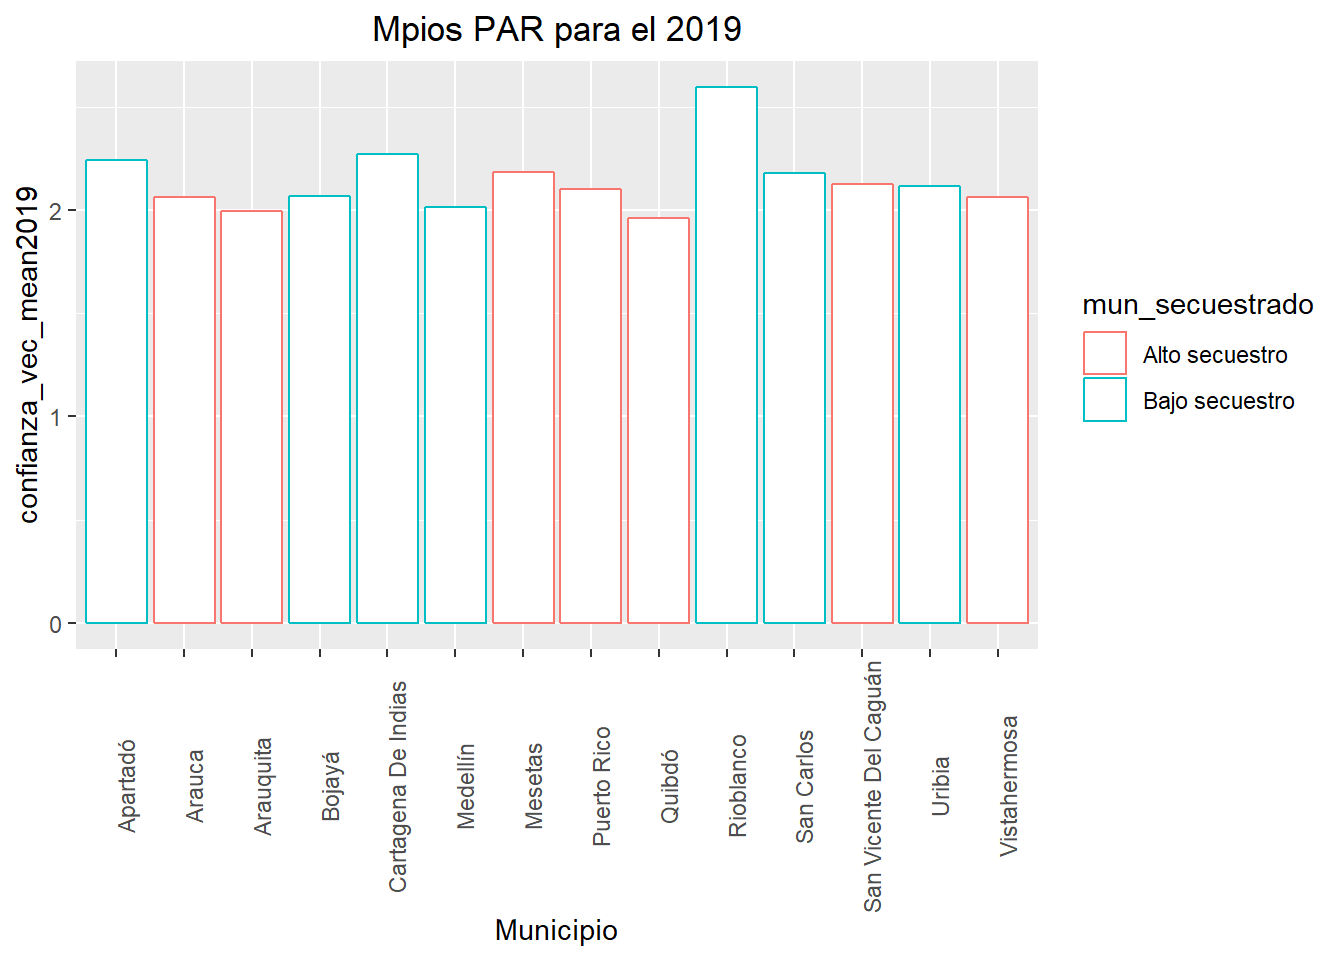 Mpios PAR para el 2019
confianza_vec_mean2019
2
1
0
Apartadó
Arauca
Arauquita
Bojayá
Cartagena De Indias
Medellín
Mesetas
Puerto Rico
Quibdó
Rioblanco
San Carlos
San Vicente Del Caguán
Uribia
Vistahermosa
Municipio
mun_secuestrado
Alto secuestro
Bajo secuestro